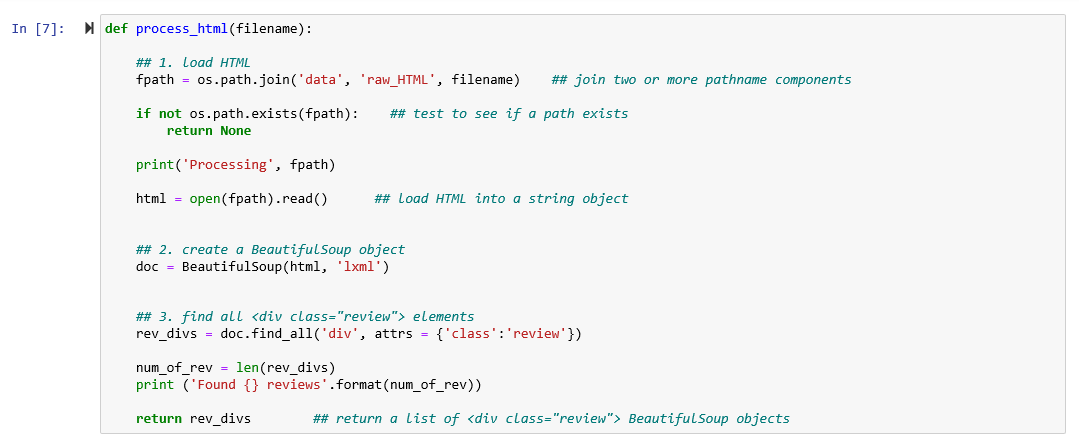 In [7]: def process_html(filename):
## 1. load HTML
fpath = os.path.join('data', 'raw_HTML', filename)    ## join two or more pathname components
if not os.path.exists(fpath):    ## test to see if a path exists
return None
print('Processing', fpath)
html = open(fpath).read()      ## load HTML into a string object
## 2. create a BeautifulSoup object
doc = BeautifulSoup(html, 'lxml')
## 3. find all <div class="review"> elements
rev_divs = doc.find_all('div', attrs = {'class':'review'})
num_of_rev = len(rev_divs)
print ('Found {} reviews'.format(num_of_rev))
return rev_divs        ## return a list of <div class="review"> BeautifulSoup objects